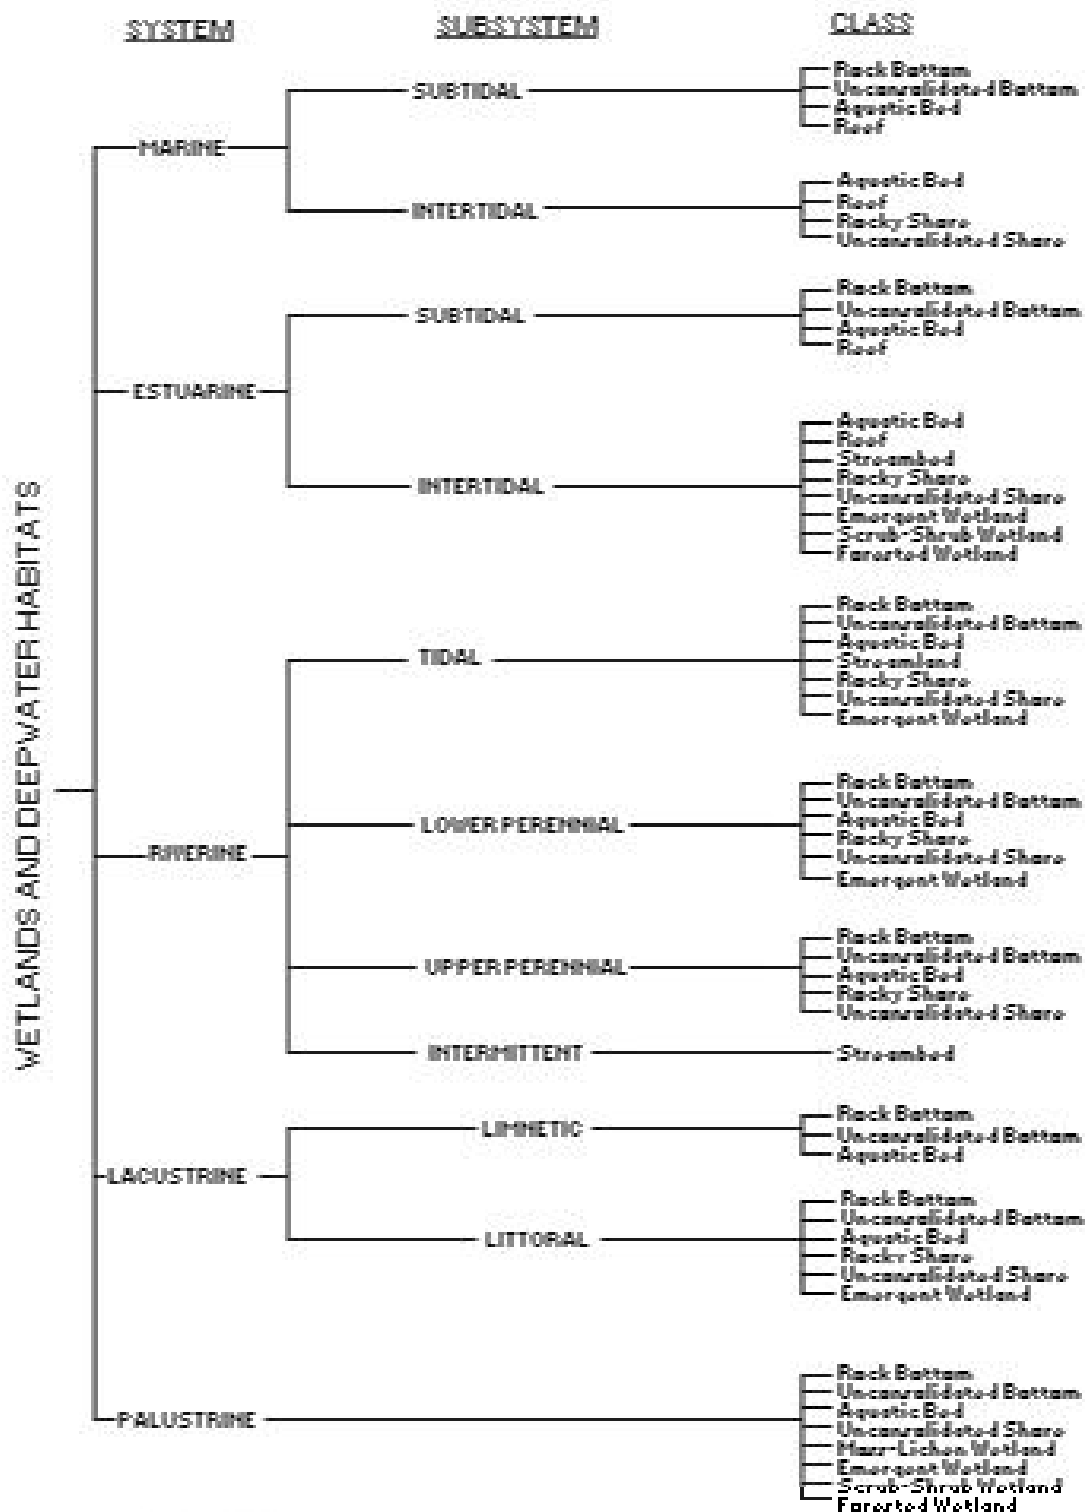 SYSTEM
SUBSYSTEM
CLASS
WETLANDS AND DEEPWATER HABITATS
MARINE
SUBTIDAL
Rock Bottom
Unconsolidated Bottom
Aquatic Bed
Reef
INTERTIDAL
Aquatic Bed
Reef
Rocky Shore
Unconsolidated Shore
ESTUARINE
SUBTIDAL
Rock Bottom
Unconsolidated Bottom
Aquatic Bed
Reef
INTERTIDAL
Aquatic Bed
Reef
Streambed
Rocky Shore
Unconsolidated Shore
Emergent Wetland
Scrub-Shrub Wetland
Forested Wetland
RIVERINE
TIDAL
Rock Bottom
Unconsolidated Bottom
Aquatic Bed
Streamland
Rocky Shore
Unconsolidated Shore
Emergent Wetland
LOWER PERENNIAL
Rock Bottom
Unconsolidated Bottom
Aquatic Bed
Rocky Shore
Unconsolidated Shore
Emergent Wetland
UPPER PERENNIAL
Rock Bottom
Unconsolidated Bottom
Aquatic Bed
Rocky Shore
Unconsolidated Shore
INTERMITTENT
Streambed
LACUSTRINE
LIMNETIC
Rock Bottom
Unconsolidated Bottom
Aquatic Bed
LITTORAL
Rock Bottom
Unconsolidated Bottom
Aquatic Bed
Rocky Shore
Unconsolidated Shore
Emergent Wetland
PALUSTRINE
Rock Bottom
Unconsolidated Bottom
Aquatic Bed
Unconsolidated Shore
Moss-Lichen Wetland
Emergent Wetland
Scrub-Shrub Wetland
Forested Wetland